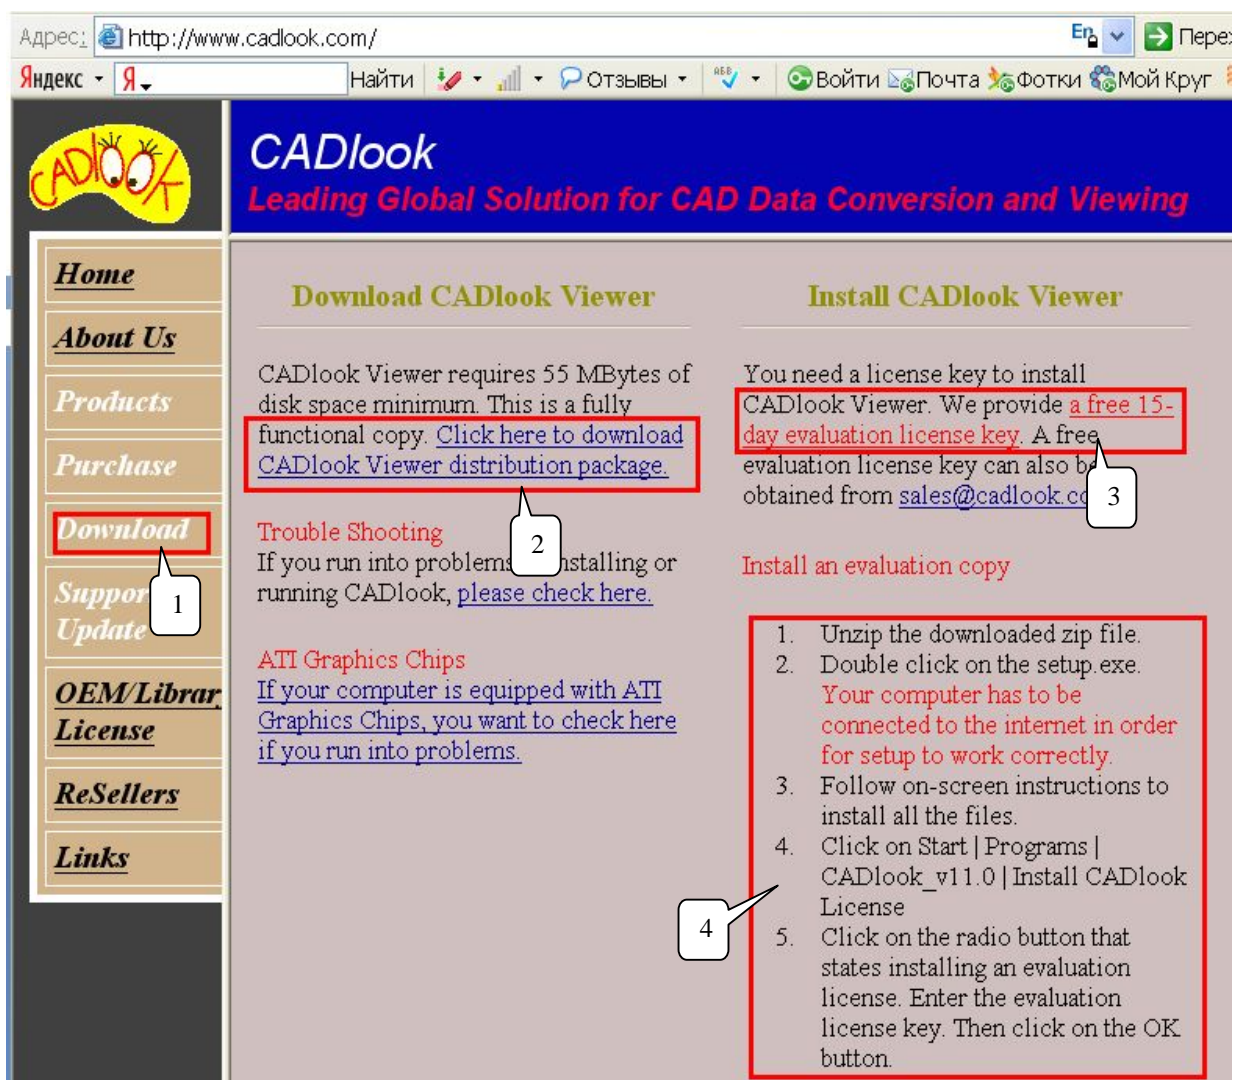 Адрес: http://www.cadlook.com/ En
Яндекс Я Найти Отзывы АБВ Войти Почта Фотки Мой Круг
CADlooK
CADlook
Leading Global Solution for CAD Data Conversion and Viewing
Home
About Us
Products
Purchase
Download
1
Update
License
ReSellers
Links
Download CADlook Viewer
CADlook Viewer requires 55 MBytes of
disk space minimum. This is a fully
functional copy. Click here to download
CADlook Viewer distribution package.
2
Trouble Shooting
If you run into problems installing or
running CADlook, please check here.
ATI Graphics Chips
If your computer is equipped with ATI
Graphics Chips, you want to check here
if you run into problems.
Install CADlook Viewer
You need a license key to install
CADlook Viewer. We provide a free 15-
day evaluation license key. A free
evaluation license key can also be
obtained from sales@cadlook.co
3
Install an evaluation copy
1. Unzip the downloaded zip file.
2. Double click on the setup.exe.
Your computer has to be
connected to the internet in order
for setup to work correctly.
3. Follow on-screen instructions to
install all the files.
4. Click on Start | Programs |
CADlook_v11.0 | Install CADlook
License
4
5. Click on the radio button that
states installing an evaluation
license. Enter the evaluation
license key. Then click on the OK
button.